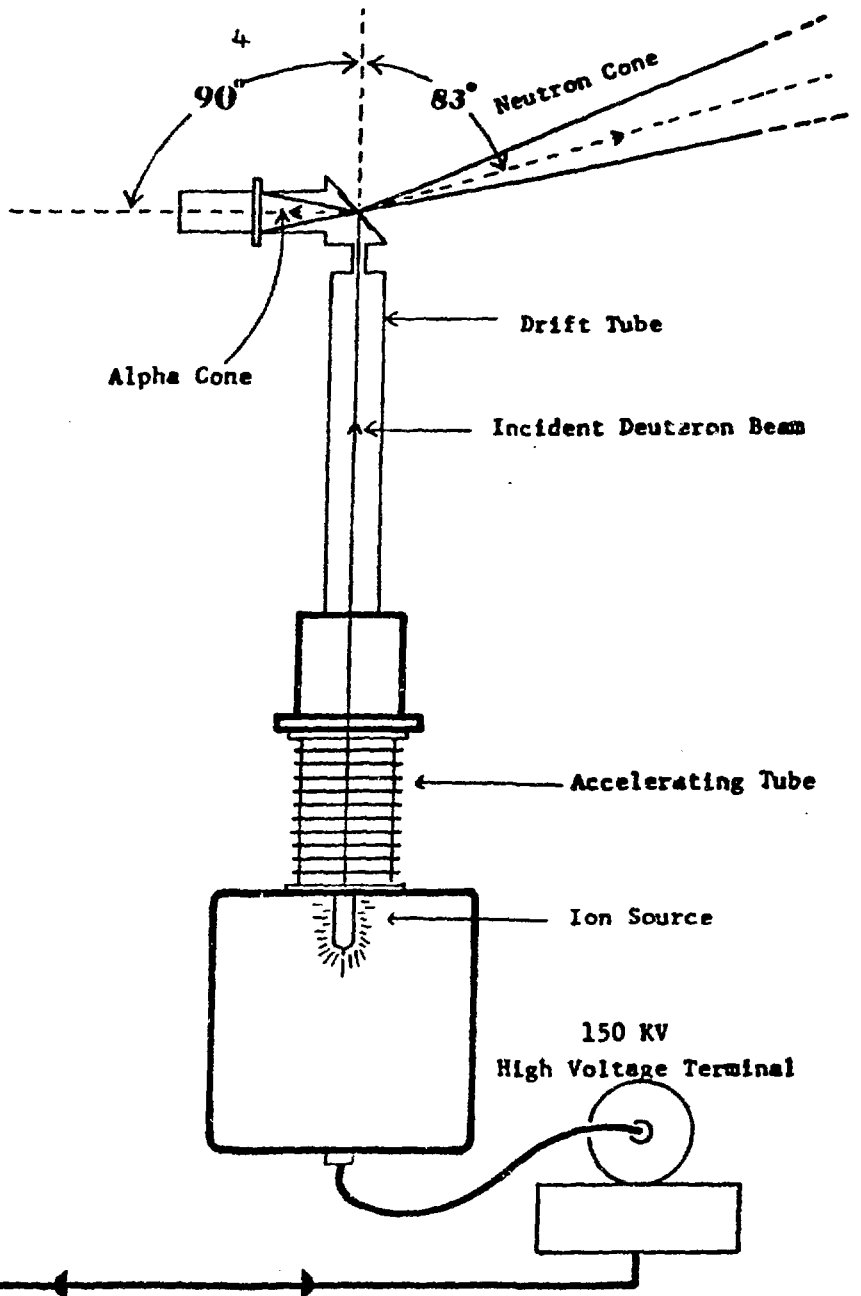 4
90°
83°
Neutron Cone
Drift Tube
Alpha Cone
Incident Deuteron Beam
Accelerating Tube
Ion Source
150 KV
High Voltage Terminal